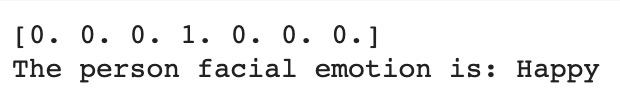 [0. 0. 0. 1. 0. 0. 0.]
The person facial emotion is: Happy